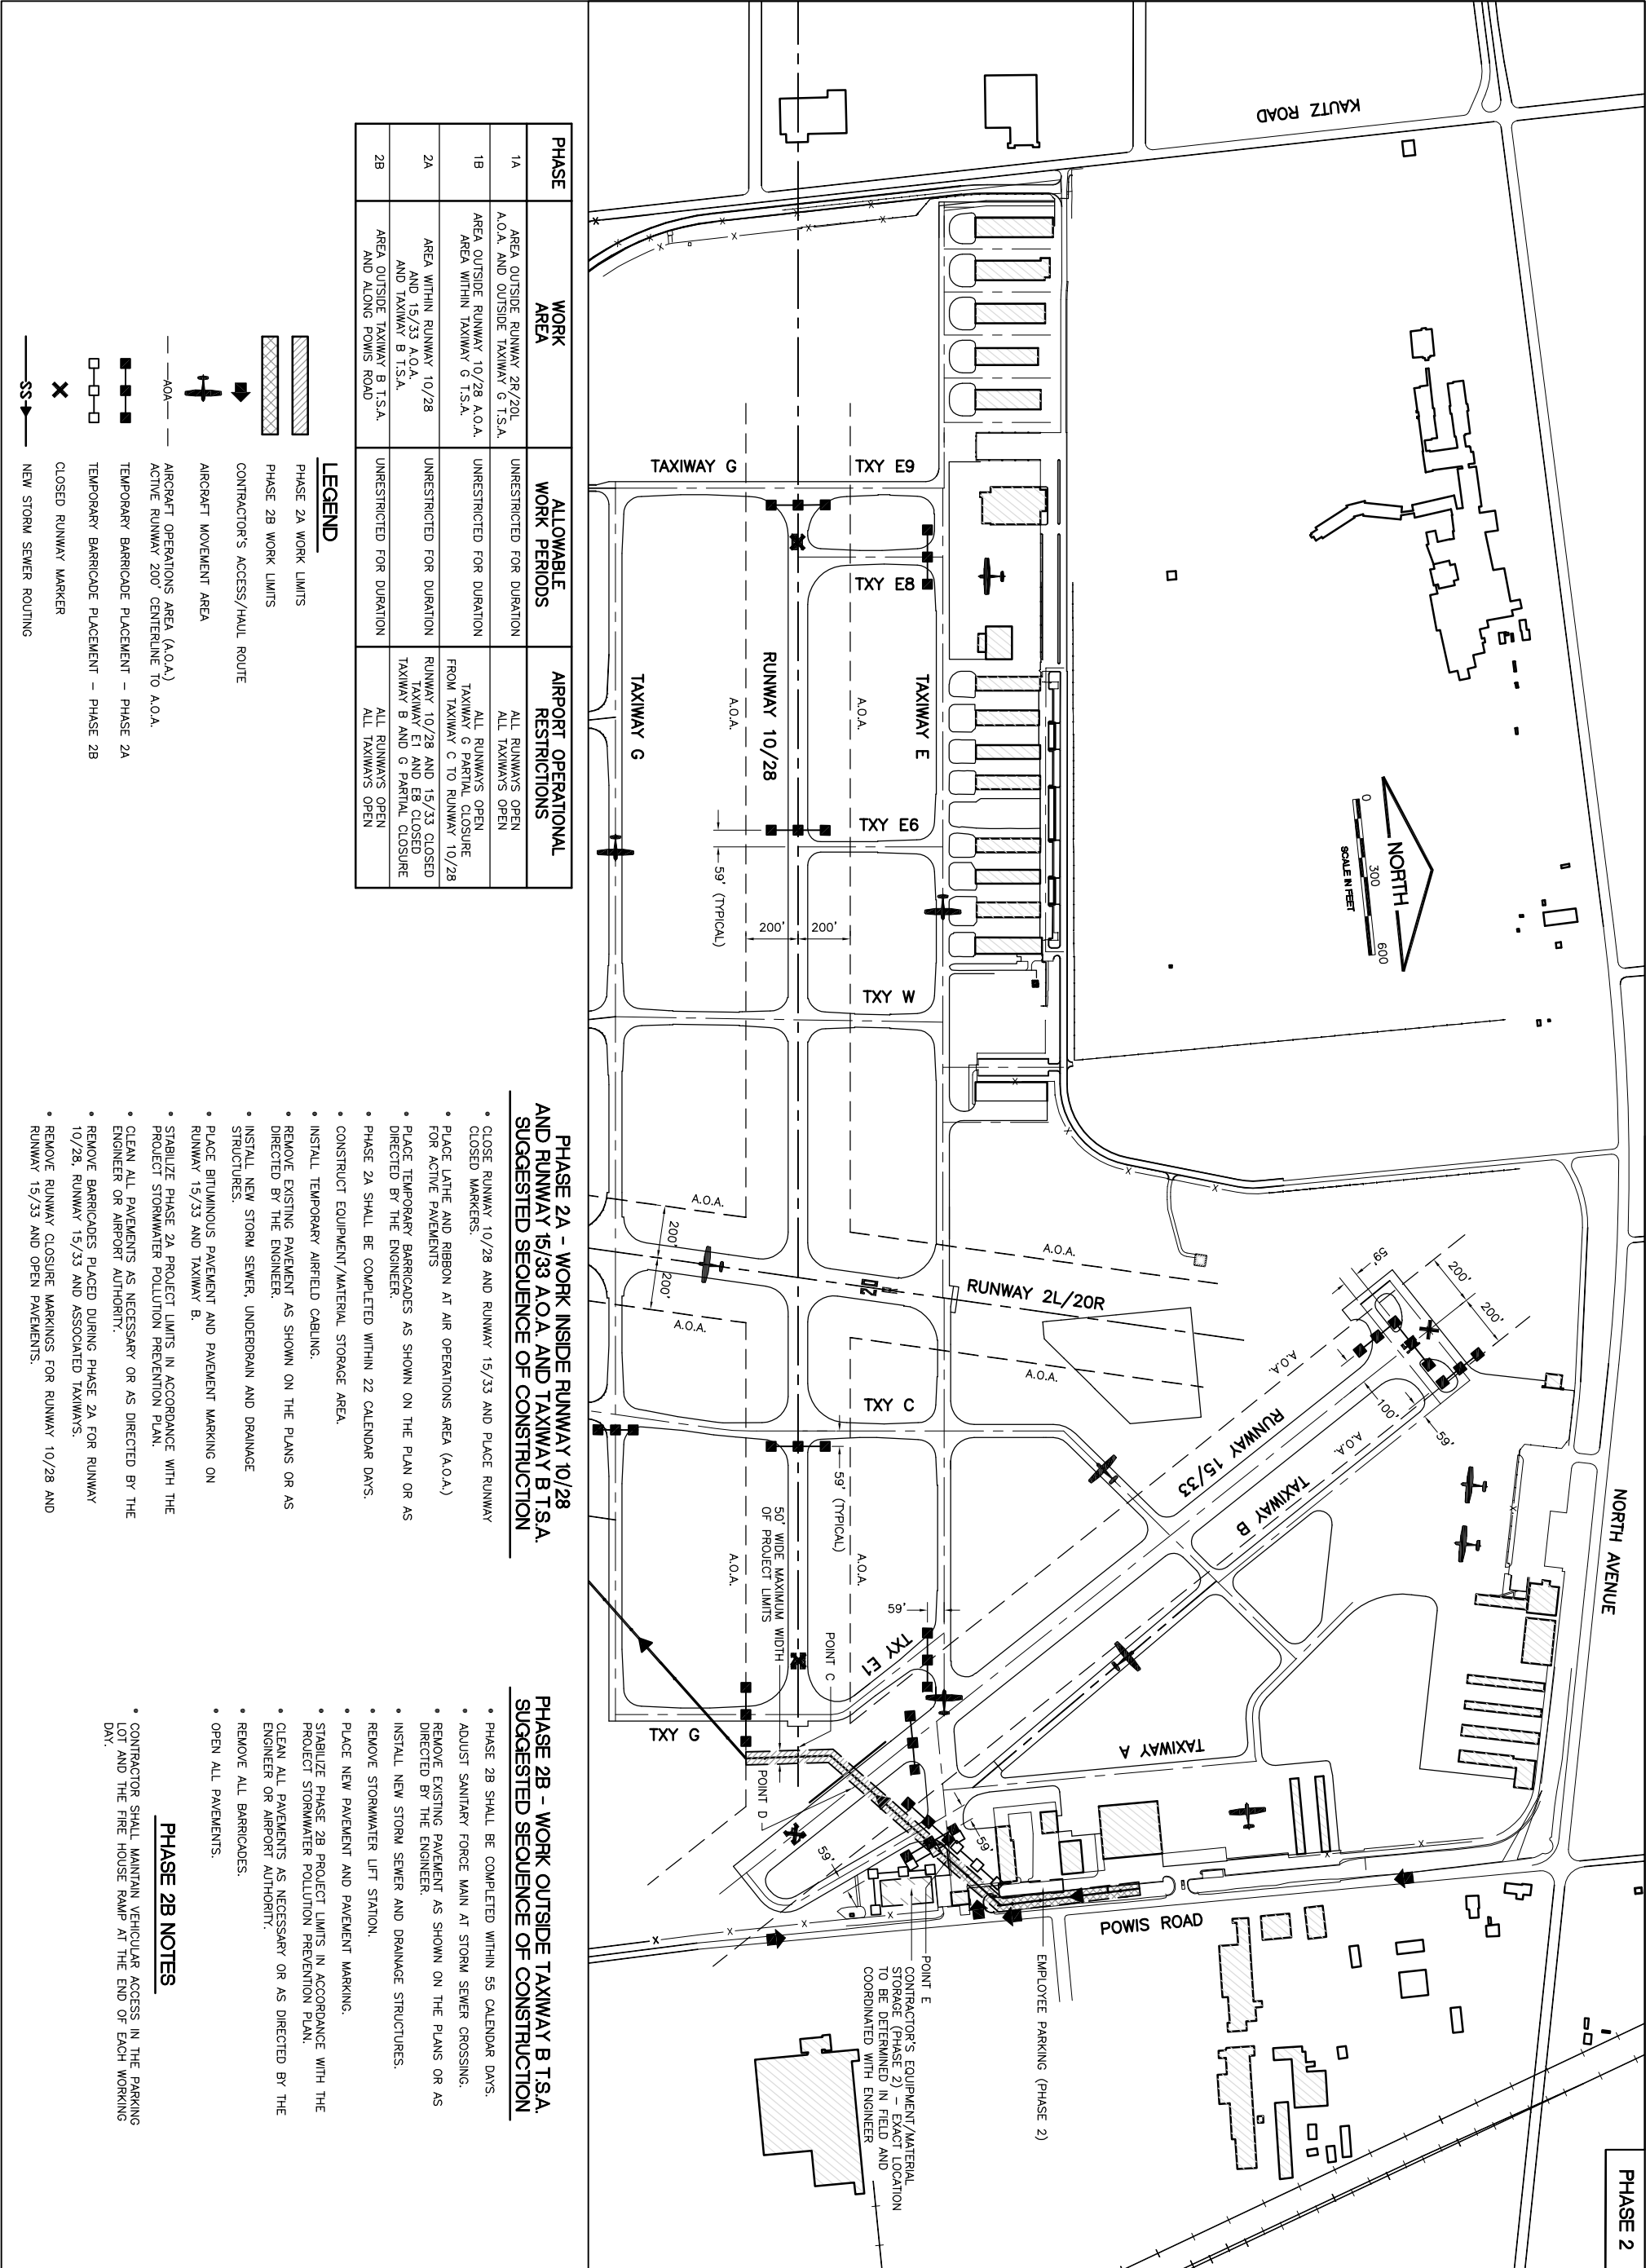 PHASE 2
KAUTZ ROAD
NORTH AVENUE
POWIS ROAD
NORTH
0 300 600
SCALE IN FEET
TAXIWAY G
TXY E9
TXY E8
TAXIWAY E
RUNWAY 10/28
TAXIWAY G
A.O.A.
A.O.A.
TXY E6
59' (TYPICAL)
200'
200'
TXY W
A.O.A.
200'
200'
A.O.A.
A.O.A.
A.O.A.
RUNWAY 2L/20R
20
TXY C
59' (TYPICAL)
A.O.A.
A.O.A.
50' WIDE MAXIMUM WIDTH
OF PROJECT LIMITS
POINT C
59'
TXY E1
TXY G
POINT D
59'
59'
59'
200'
200'
A.O.A.
RUNWAY 15/33
A.O.A.
100'
59'
TAXIWAY B
TAXIWAY A
EMPLOYEE PARKING (PHASE 2)
POINT E
CONTRACTOR'S EQUIPMENT/MATERIAL
STORAGE (PHASE 2) – EXACT LOCATION
TO BE DETERMINED IN FIELD AND
COORDINATED WITH ENGINEER
PHASE
WORK
AREA
ALLOWABLE
WORK PERIODS
AIRPORT OPERATIONAL
RESTRICTIONS
1A
AREA OUTSIDE RUNWAY 2R/20L
A.O.A. AND OUTSIDE TAXIWAY G T.S.A.
UNRESTRICTED FOR DURATION
ALL RUNWAYS OPEN
ALL TAXIWAYS OPEN
1B
AREA OUTSIDE RUNWAY 10/28 A.O.A.
AREA WITHIN TAXIWAY G T.S.A.
UNRESTRICTED FOR DURATION
ALL RUNWAYS OPEN
TAXIWAY G PARTIAL CLOSURE
FROM TAXIWAY C TO RUNWAY 10/28
2A
AREA WITHIN RUNWAY 10/28
AND 15/33 A.O.A.
AND TAXIWAY B T.S.A.
UNRESTRICTED FOR DURATION
RUNWAY 10/28 AND 15/33 CLOSED
TAXIWAY E1 AND E8 CLOSED
TAXIWAY B AND G PARTIAL CLOSURE
2B
AREA OUTSIDE TAXIWAY B T.S.A.
AND ALONG POWIS ROAD
UNRESTRICTED FOR DURATION
ALL RUNWAYS OPEN
ALL TAXIWAYS OPEN
LEGEND
PHASE 2A WORK LIMITS
PHASE 2B WORK LIMITS
CONTRACTOR'S ACCESS/HAUL ROUTE
AIRCRAFT MOVEMENT AREA
AOA
AIRCRAFT OPERATIONS AREA (A.O.A.)
ACTIVE RUNWAY 200' CENTERLINE TO A.O.A.
TEMPORARY BARRICADE PLACEMENT – PHASE 2A
TEMPORARY BARRICADE PLACEMENT – PHASE 2B
CLOSED RUNWAY MARKER
SS
NEW STORM SEWER ROUTING
PHASE 2A - WORK INSIDE RUNWAY 10/28
AND RUNWAY 15/33 A.O.A. AND TAXIWAY B T.S.A.
SUGGESTED SEQUENCE OF CONSTRUCTION
• CLOSE RUNWAY 10/28 AND RUNWAY 15/33 AND PLACE RUNWAY
CLOSED MARKERS.
• PLACE LATHE AND RIBBON AT AIR OPERATIONS AREA (A.O.A.)
FOR ACTIVE PAVEMENTS
• PLACE TEMPORARY BARRICADES AS SHOWN ON THE PLAN OR AS
DIRECTED BY THE ENGINEER.
• PHASE 2A SHALL BE COMPLETED WITHIN 22 CALENDAR DAYS.
• CONSTRUCT EQUIPMENT/MATERIAL STORAGE AREA.
• INSTALL TEMPORARY AIRFIELD CABLING.
• REMOVE EXISTING PAVEMENT AS SHOWN ON THE PLANS OR AS
DIRECTED BY THE ENGINEER.
• INSTALL NEW STORM SEWER, UNDERDRAIN AND DRAINAGE
STRUCTURES.
• PLACE BITUMINOUS PAVEMENT AND PAVEMENT MARKING ON
RUNWAY 15/33 AND TAXIWAY B.
• STABILIZE PHASE 2A PROJECT LIMITS IN ACCORDANCE WITH THE
PROJECT STORMWATER POLLUTION PREVENTION PLAN.
• CLEAN ALL PAVEMENTS AS NECESSARY OR AS DIRECTED BY THE
ENGINEER OR AIRPORT AUTHORITY.
• REMOVE BARRICADES PLACED DURING PHASE 2A FOR RUNWAY
10/28, RUNWAY 15/33 AND ASSOCIATED TAXIWAYS.
• REMOVE RUNWAY CLOSURE MARKINGS FOR RUNWAY 10/28 AND
RUNWAY 15/33 AND OPEN PAVEMENTS.
PHASE 2B - WORK OUTSIDE TAXIWAY B T.S.A.
SUGGESTED SEQUENCE OF CONSTRUCTION
• PHASE 2B SHALL BE COMPLETED WITHIN 55 CALENDAR DAYS.
• ADJUST SANITARY FORCE MAIN AT STORM SEWER CROSSING.
• REMOVE EXISTING PAVEMENT AS SHOWN ON THE PLANS OR AS
DIRECTED BY THE ENGINEER.
• INSTALL NEW STORM SEWER AND DRAINAGE STRUCTURES.
• REMOVE STORMWATER LIFT STATION.
• PLACE NEW PAVEMENT AND PAVEMENT MARKING.
• STABILIZE PHASE 2B PROJECT LIMITS IN ACCORDANCE WITH THE
PROJECT STORMWATER POLLUTION PREVENTION PLAN.
• CLEAN ALL PAVEMENTS AS NECESSARY OR AS DIRECTED BY THE
ENGINEER OR AIRPORT AUTHORITY.
• REMOVE ALL BARRICADES.
• OPEN ALL PAVEMENTS.
PHASE 2B NOTES
• CONTRACTOR SHALL MAINTAIN VEHICULAR ACCESS IN THE PARKING
LOT AND THE FIRE HOUSE RAMP AT THE END OF EACH WORKING
DAY.